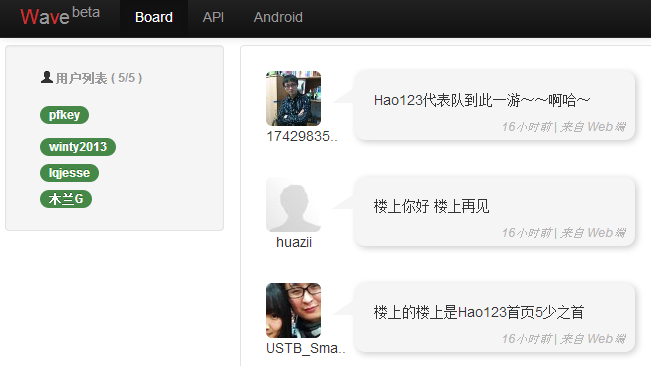 Wave beta Board API Android
用户列表 ( 5/5 )
pfkey
winty2013
lqjesse
木兰G
Hao123代表队到此一游～～啊哈～
16小时前 | 来自 Web端
17429835..
楼上你好 楼上再见
16小时前 | 来自 Web端
huazii
楼上的楼上是Hao123首页5少之首
16小时前 | 来自 Web端
USTB_Sma..